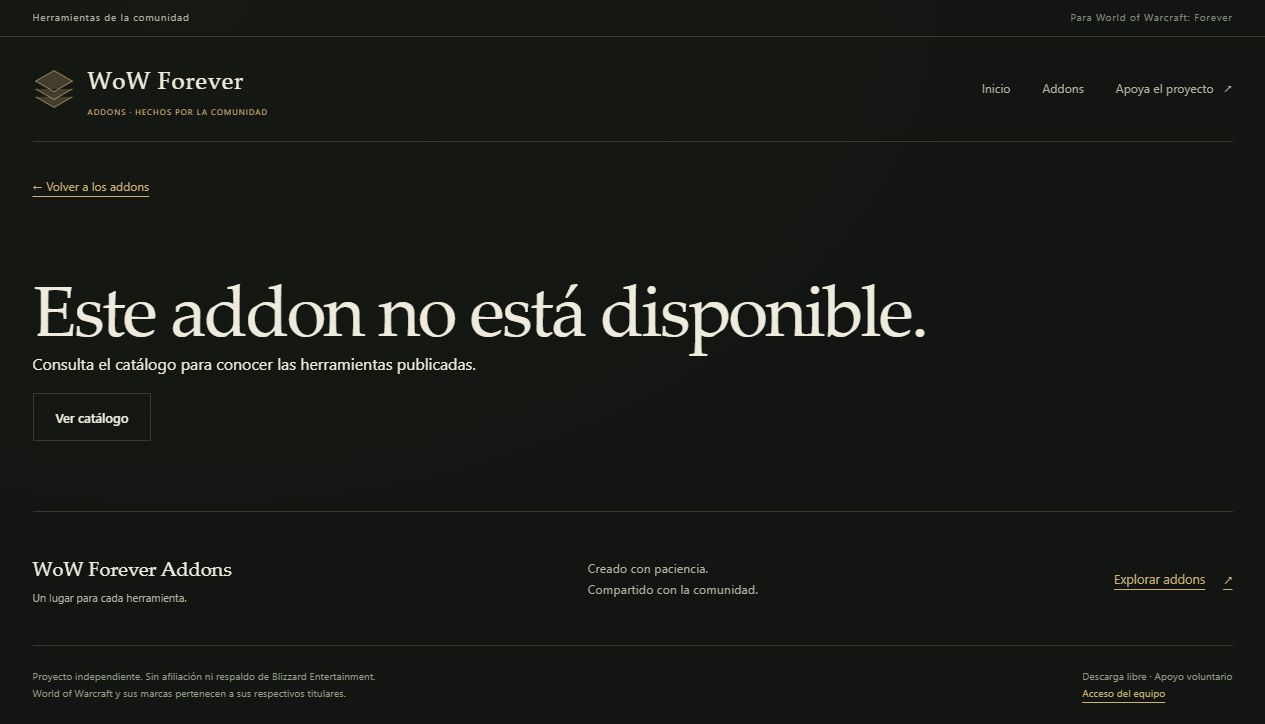 Herramientas de la comunidad
Para World of Warcraft: Forever
WoW Forever
ADDONS · HECHOS POR LA COMUNIDAD
Inicio
Addons
Apoya el proyecto ↗
← Volver a los addons
Este addon no está disponible.
Consulta el catálogo para conocer las herramientas publicadas.
Ver catálogo
WoW Forever Addons
Un lugar para cada herramienta.
Creado con paciencia.
Compartido con la comunidad.
Explorar addons ↗
Proyecto independiente. Sin afiliación ni respaldo de Blizzard Entertainment.
World of Warcraft y sus marcas pertenecen a sus respectivos titulares.
Descarga libre · Apoyo voluntario
Acceso del equipo